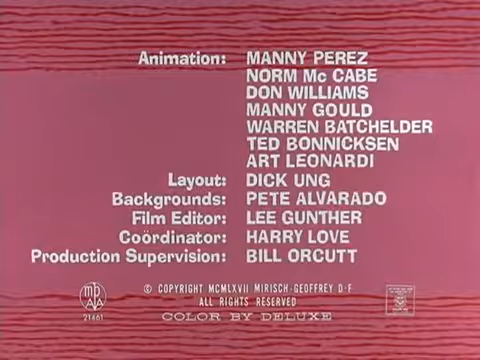 Animation: MANNY PEREZ
NORM Mc CABE
DON WILLIAMS
MANNY GOULD
WARREN BATCHELDER
TED BONNICKSEN
ART LEONARDI
Layout: DICK UNG
Backgrounds: PETE ALVARADO
Film Editor: LEE GUNTHER
Coördinator: HARRY LOVE
Production Supervision: BILL ORCUTT
© COPYRIGHT MCMLXVII MIRISCH-GEOFFREY D-F
ALL RIGHTS RESERVED
COLOR BY DELUXE
21461